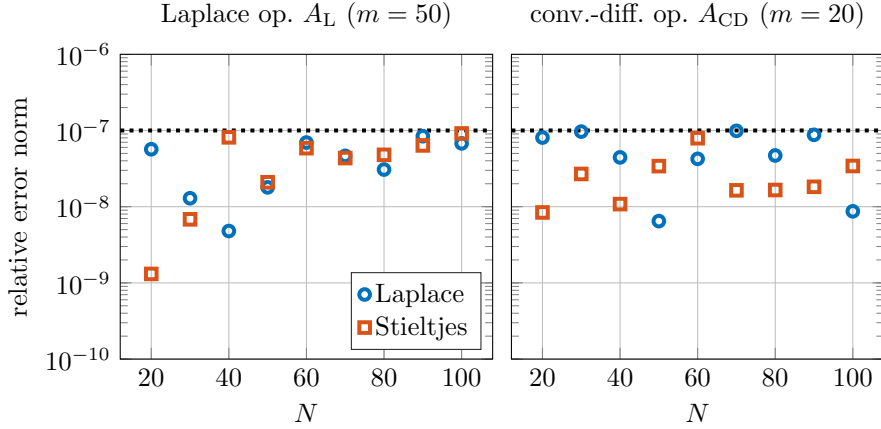 Laplace op. A_L (m = 50)
conv.-diff. op. A_CD (m = 20)
relative error norm
10^−6
10^−7
10^−8
10^−9
10^−10
Laplace
Stieltjes
20 40 60 80 100
20 40 60 80 100
N
N